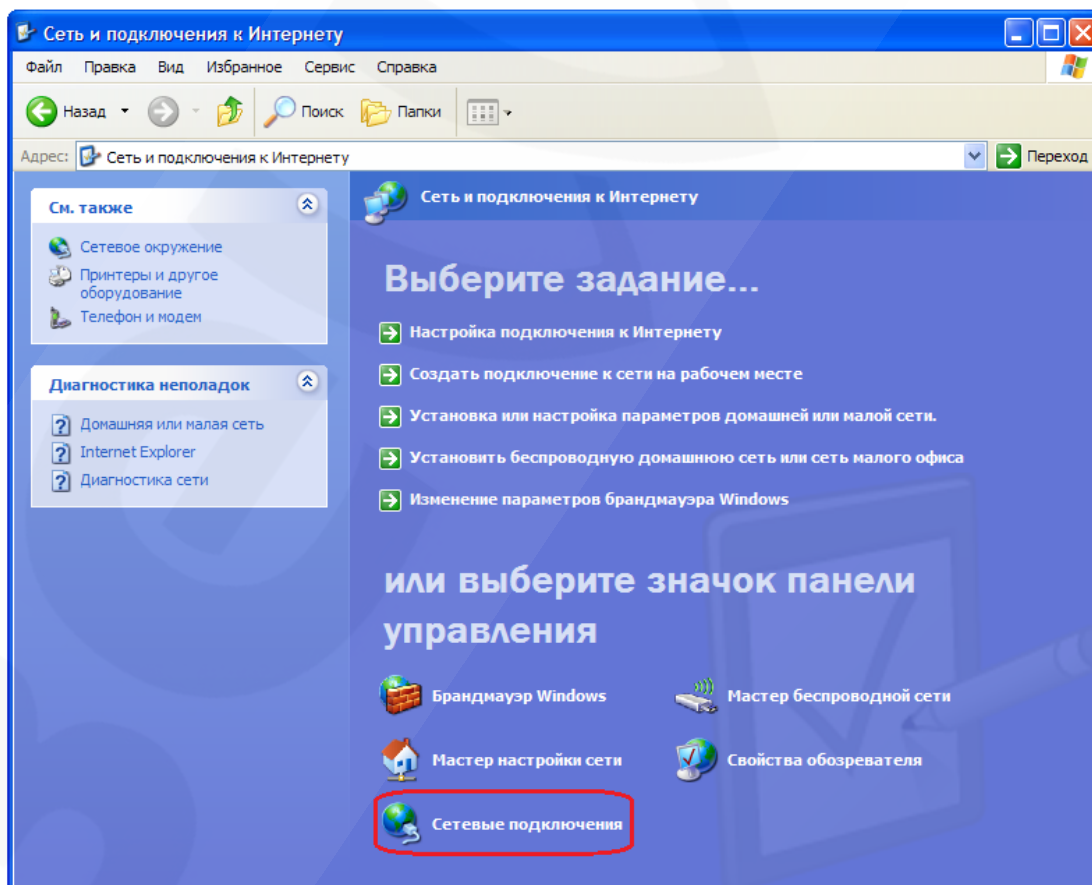 Сеть и подключения к Интернету
Файл Правка Вид Избранное Сервис Справка
Назад Поиск Папки
Адрес: Сеть и подключения к Интернету Переход
См. также
Сетевое окружение
Принтеры и другое
оборудование
Телефон и модем
Диагностика неполадок
Домашняя или малая сеть
Internet Explorer
Диагностика сети
Сеть и подключения к Интернету
Выберите задание...
Настройка подключения к Интернету
Создать подключение к сети на рабочем месте
Установка или настройка параметров домашней или малой сети.
Установить беспроводную домашнюю сеть или сеть малого офиса
Изменение параметров брандмауэра Windows
или выберите значок панели
управления
Брандмауэр Windows Мастер беспроводной сети
Мастер настройки сети Свойства обозревателя
Сетевые подключения